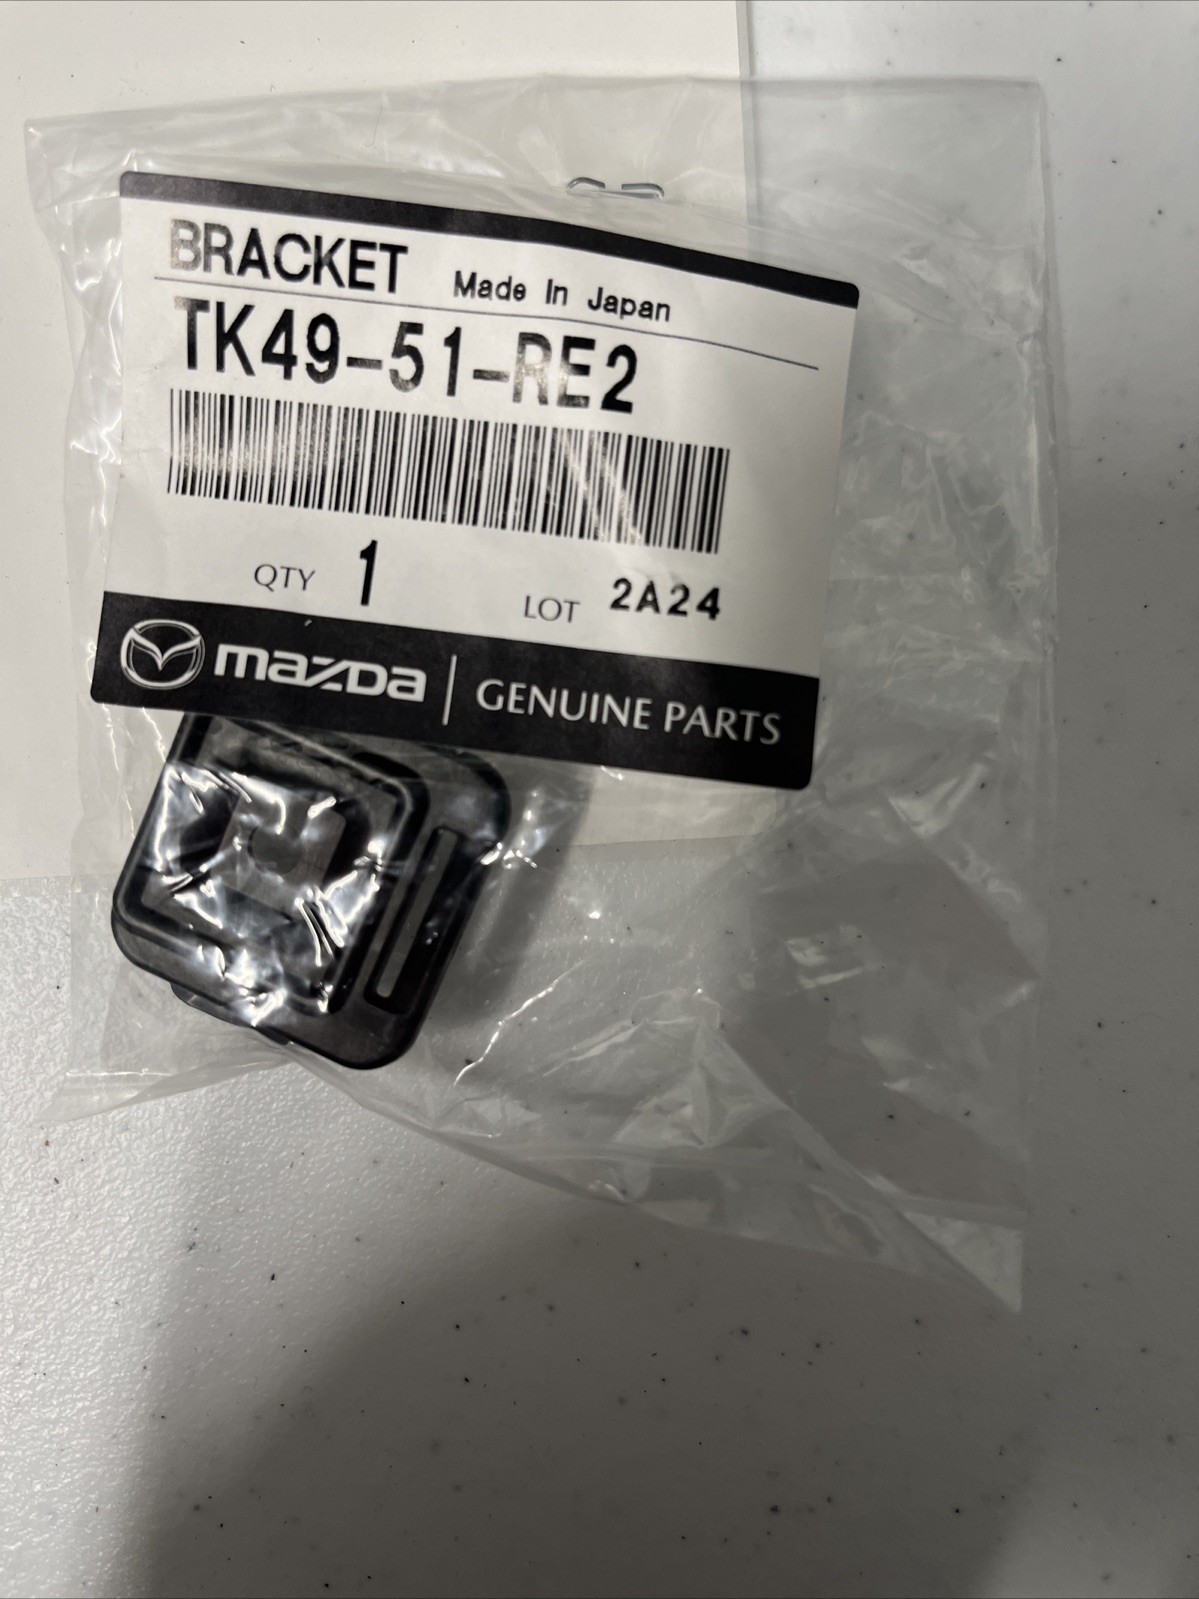 BRACKET Made In Japan
TK49-51-RE2
QTY 1 LOT 2A24
mazda GENUINE PARTS